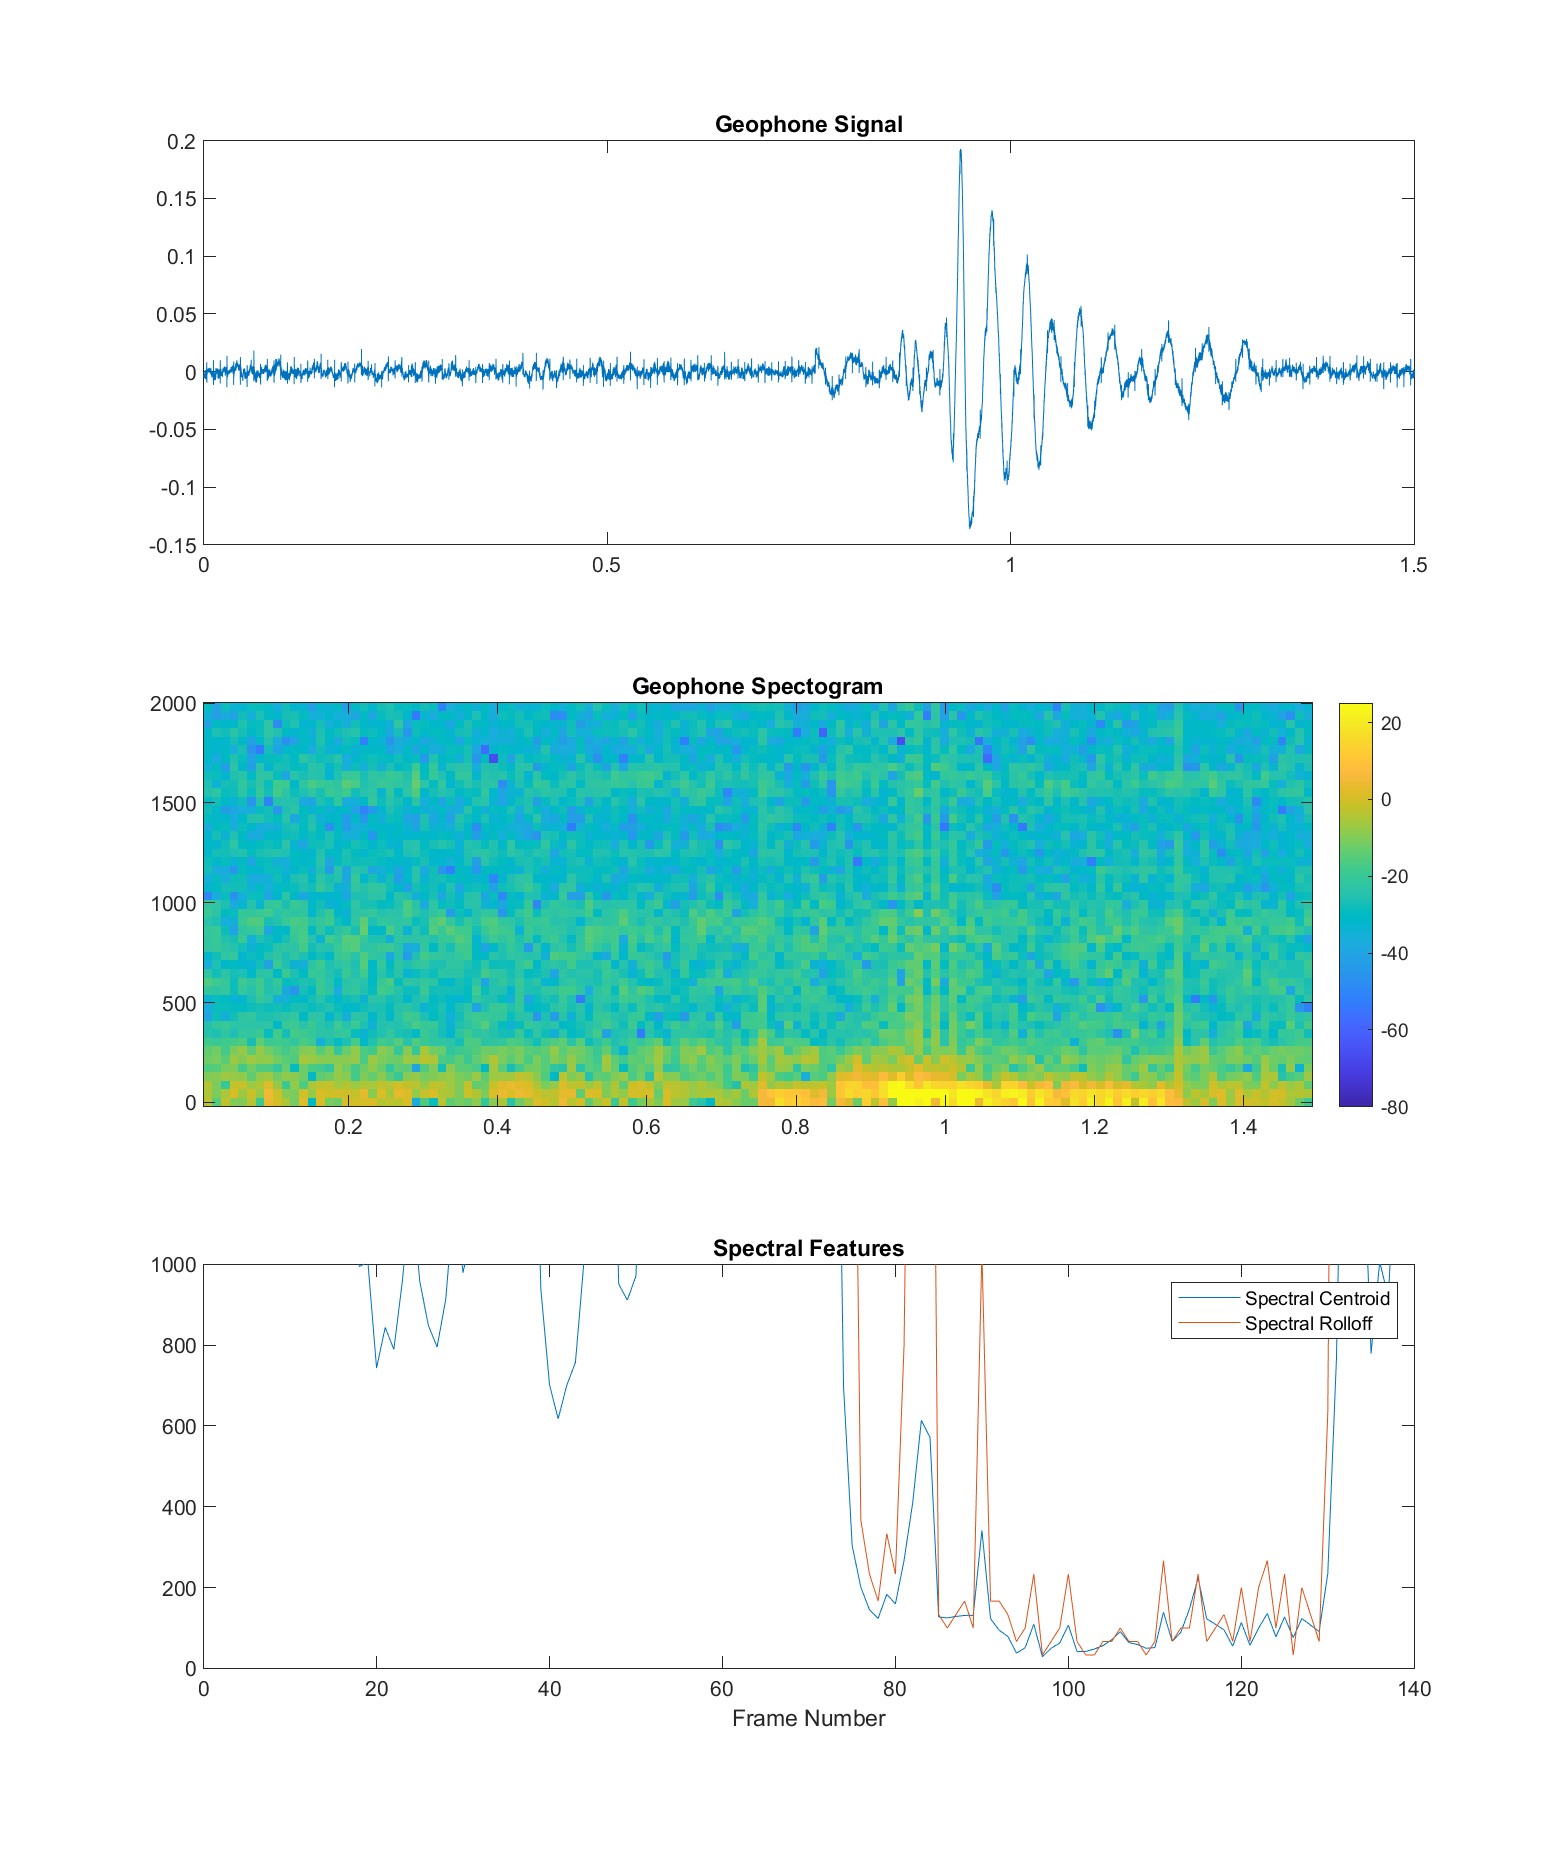 Geophone Signal
0.2
0.15
0.1
0.05
0
-0.05
-0.1
-0.15
0 0.5 1 1.5
Geophone Spectogram
2000
1500
1000
500
0
0.2 0.4 0.6 0.8 1 1.2 1.4
20
0
-20
-40
-60
-80
Spectral Features
1000
800
600
400
200
0
Spectral Centroid
Spectral Rolloff
0 20 40 60 80 100 120 140
Frame Number